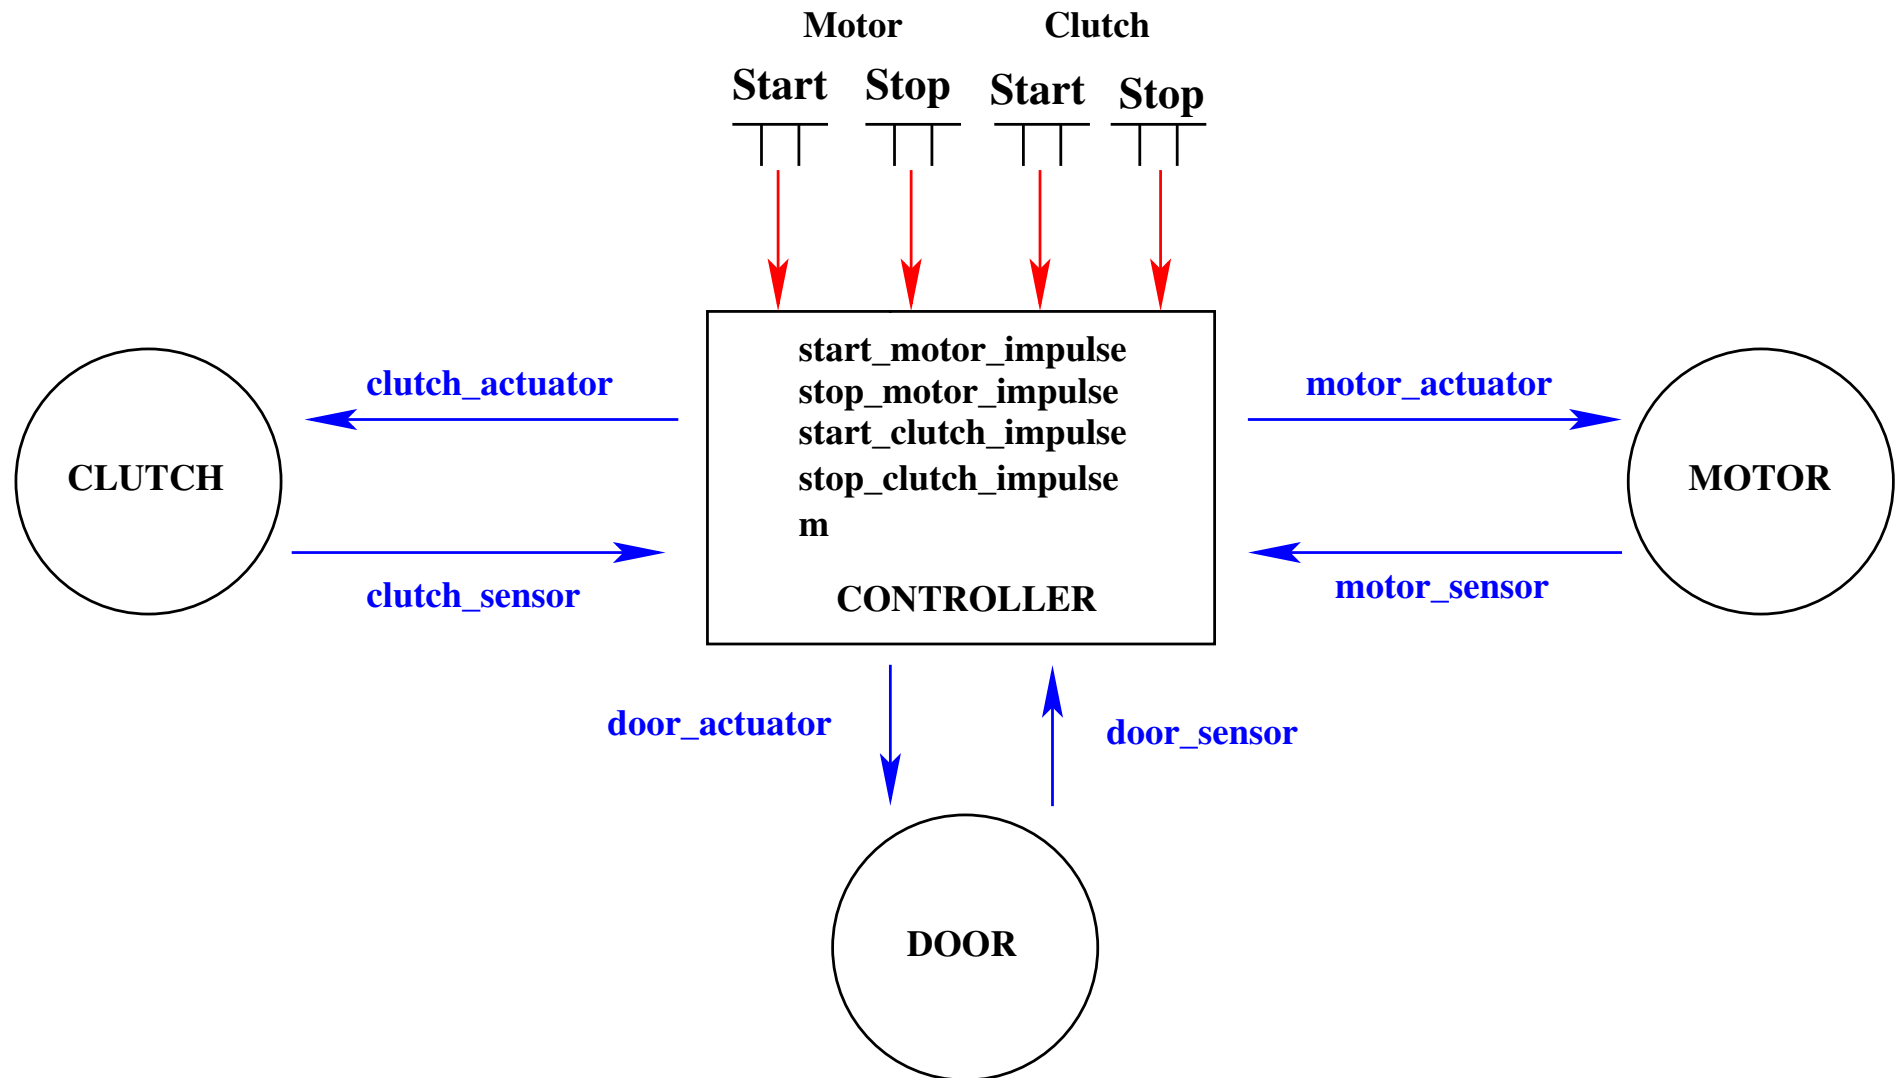 Motor Clutch
Start Stop Start Stop
start_motor_impulse
stop_motor_impulse
start_clutch_impulse
stop_clutch_impulse
m
CONTROLLER
clutch_actuator
CLUTCH
clutch_sensor
motor_actuator
MOTOR
motor_sensor
door_actuator
door_sensor
DOOR